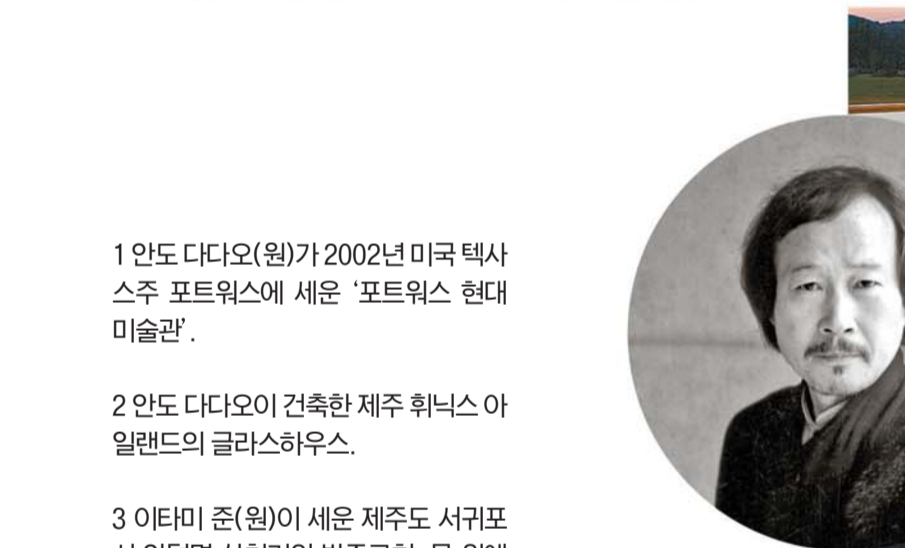 1 안도 다다오(원)가 2002년 미국 텍사
스주 포트워스에 세운 ‘포트워스 현대
미술관’.
2 안도 다다오이 건축한 제주 휘닉스 아
일랜드의 글라스하우스.
3 이타미 준(원)이 세운 제주도 서귀포